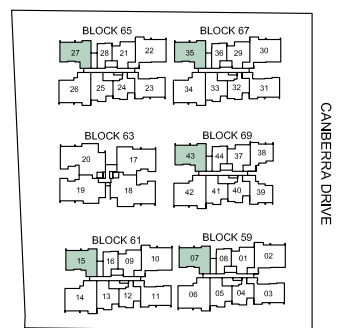 BLOCK 65 BLOCK 67
27 28 21 22 35 36 29 30
26 25 24 23 34 33 32 31
CANBERRA DRIVE
BLOCK 63 BLOCK 69
20 17 43 44 37 38
19 18 42 41 40 39
BLOCK 61 BLOCK 59
15 16 09 10 07 08 01 02
14 13 12 11 06 05 04 03